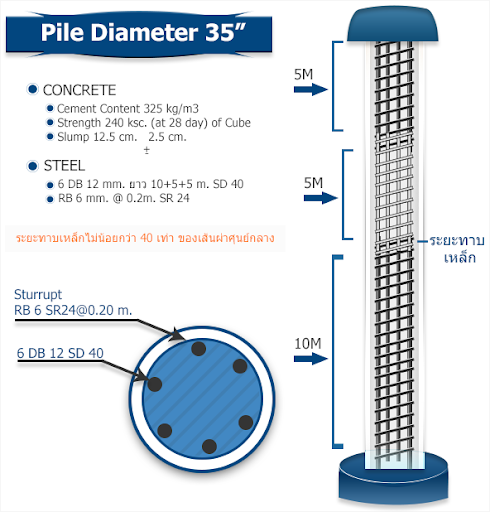 Pile Diameter 35”
CONCRETE
Cement Content 325 kg/m3
Strength 240 ksc. (at 28 day) of Cube
Slump 12.5 cm. ± 2.5 cm.
STEEL
6 DB 12 mm. ยาว 10+5+5 m. SD 40
RB 6 mm. @ 0.2m. SR 24
ระยะทาบเหล็กไม่น้อยกว่า 40 เท่า ของเส้นผ่าศูนย์กลาง
Sturrupt
RB 6 SR24@0.20 m.
6 DB 12 SD 40
5M
5M
ระยะทาบ
เหล็ก
10M